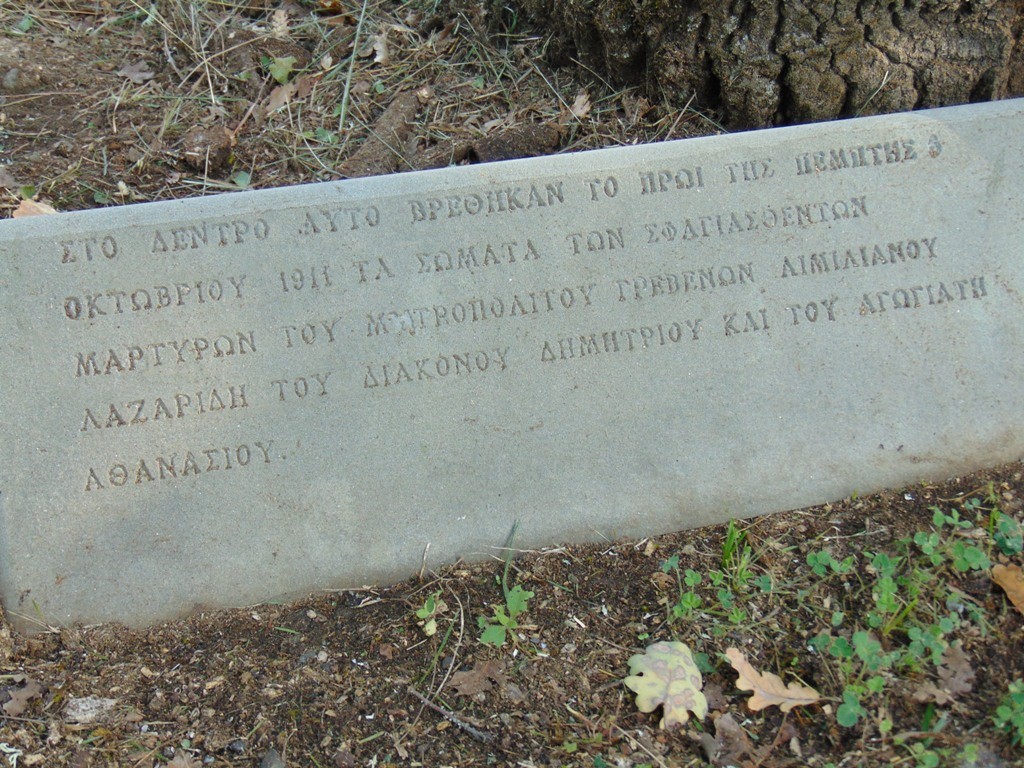 ΣΤΟ ΔΕΝΤΡΟ ΑΥΤΟ ΒΡΕΘΗΚΑΝ ΤΟ ΠΡΩΙ ΤΗΣ ΠΕΜΠΤΗΣ
ΟΚΤΩΒΡΙΟΥ 1911 ΤΑ ΣΩΜΑΤΑ ΤΩΝ ΣΦΑΓΙΑΣΘΕΝΤΩΝ
ΜΑΡΤΥΡΩΝ ΤΟΥ ΜΗΤΡΟΠΟΛΙΤΟΥ ΓΡΕΒΕΝΩΝ ΑΙΜΙΛΙΑΝΟΥ
ΛΑΖΑΡΙΔΗ ΤΟΥ ΔΙΑΚΟΝΟΥ ΔΗΜΗΤΡΙΟΥ ΚΑΙ ΤΟΥ ΑΓΩΓΙΑΤΗ
ΑΘΑΝΑΣΙΟΥ.